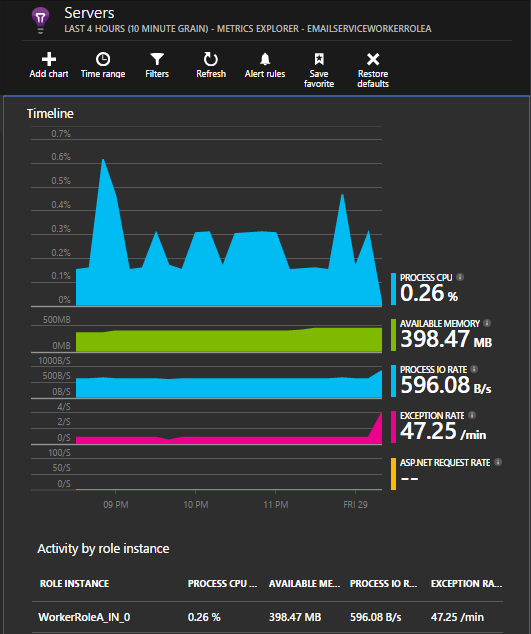 Servers
LAST 4 HOURS (10 MINUTE GRAIN) - METRICS EXPLORER - EMAILSERVICEWORKERROLEA
Add chart
Time range
Filters
Refresh
Alert rules
Save favorite
Restore defaults
Timeline
0.7%
0.6%
0.5%
0.4%
0.3%
0.2%
0.1%
0%
PROCESS CPU
0.26 %
500MB
0MB
AVAILABLE MEMORY
398.47 MB
1000B/S
500B/S
0B/S
PROCESS IO RATE
596.08 B/s
4/S
2/S
0/S
EXCEPTION RATE
47.25 /min
100/S
50/S
0/S
ASP.NET REQUEST RATE
--
09 PM 10 PM 11 PM FRI 29
Activity by role instance
ROLE INSTANCE PROCESS CPU ... AVAILABLE ME... PROCESS IO R... EXCEPTION RA...
WorkerRoleA_IN_0 0.26 % 398.47 MB 596.08 B/s 47.25 /min